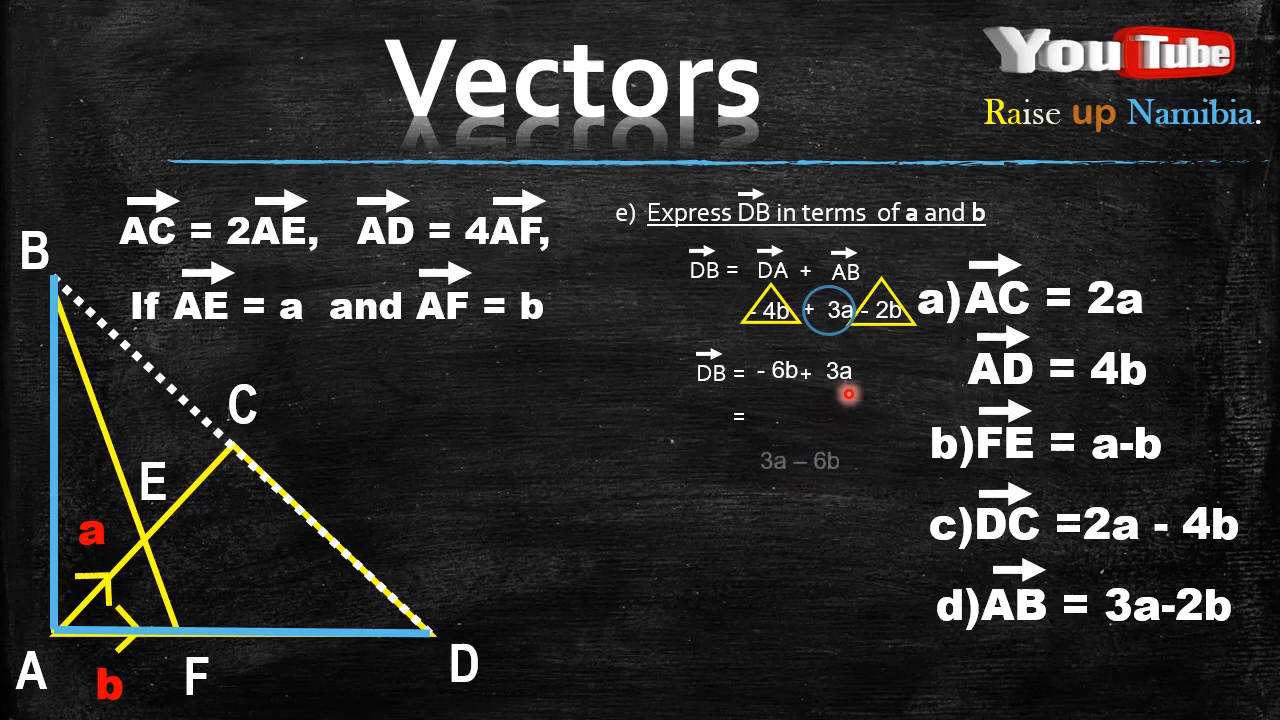 Vectors
You Tube
Raise up Namibia.
AC = 2AE, AD = 4AF,
If AE = a and AF = b
B
C
E
a
A
b
F
D
e) Express DB in terms of a and b
DB = DA + AB
- 4b + 3a - 2b
DB = - 6b + 3a
=
3a – 6b
a) AC = 2a
AD = 4b
b) FE = a-b
c) DC =2a - 4b
d) AB = 3a-2b